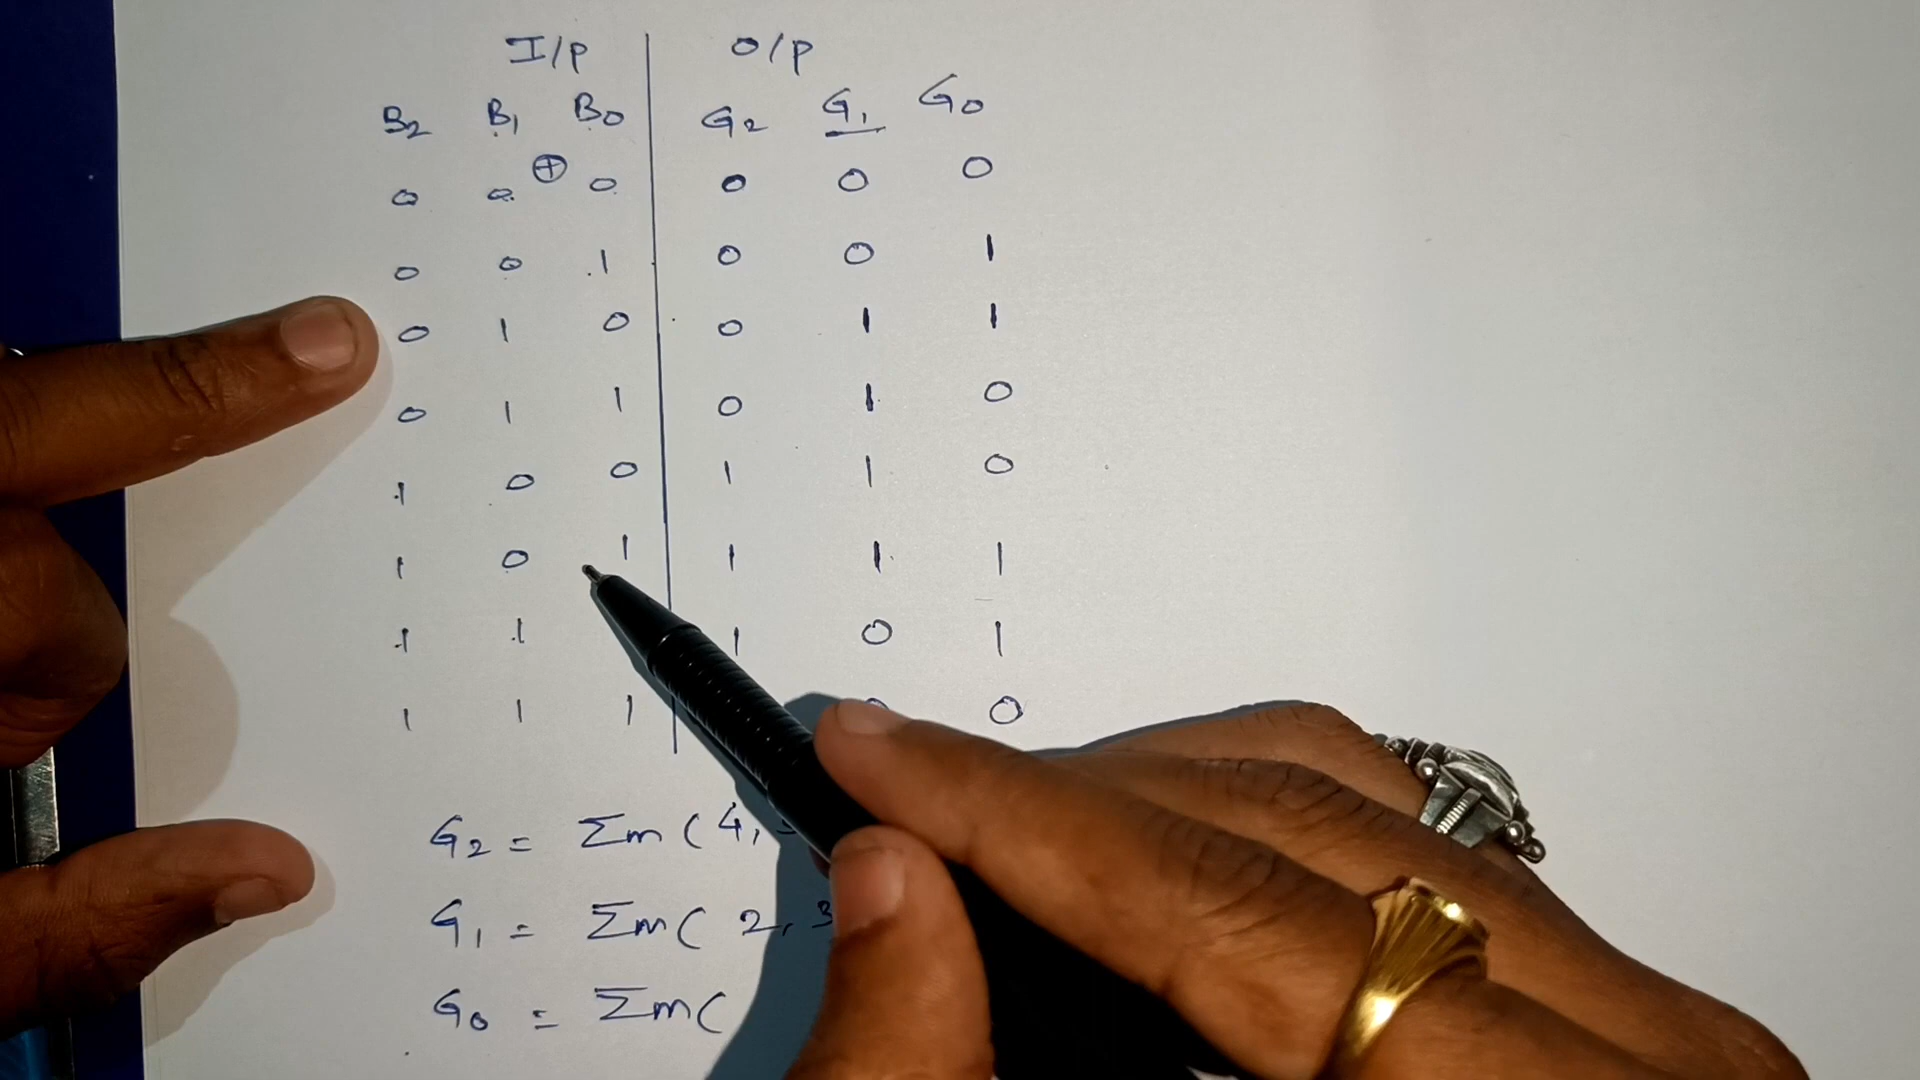 I/P O/P
B2 B1 B0 G2 G1 G0
0 0 ⊕ 0 0 0 0
0 0 1 0 0 1
0 1 0 0 1 1
0 1 1 0 1 0
1 0 0 1 1 0
1 0 1 1 1 1
1 1 1 0 1
1 1 1 0
G2 = Σm ( 4,
G1 = Σm ( 2, 3
G0 = Σm (